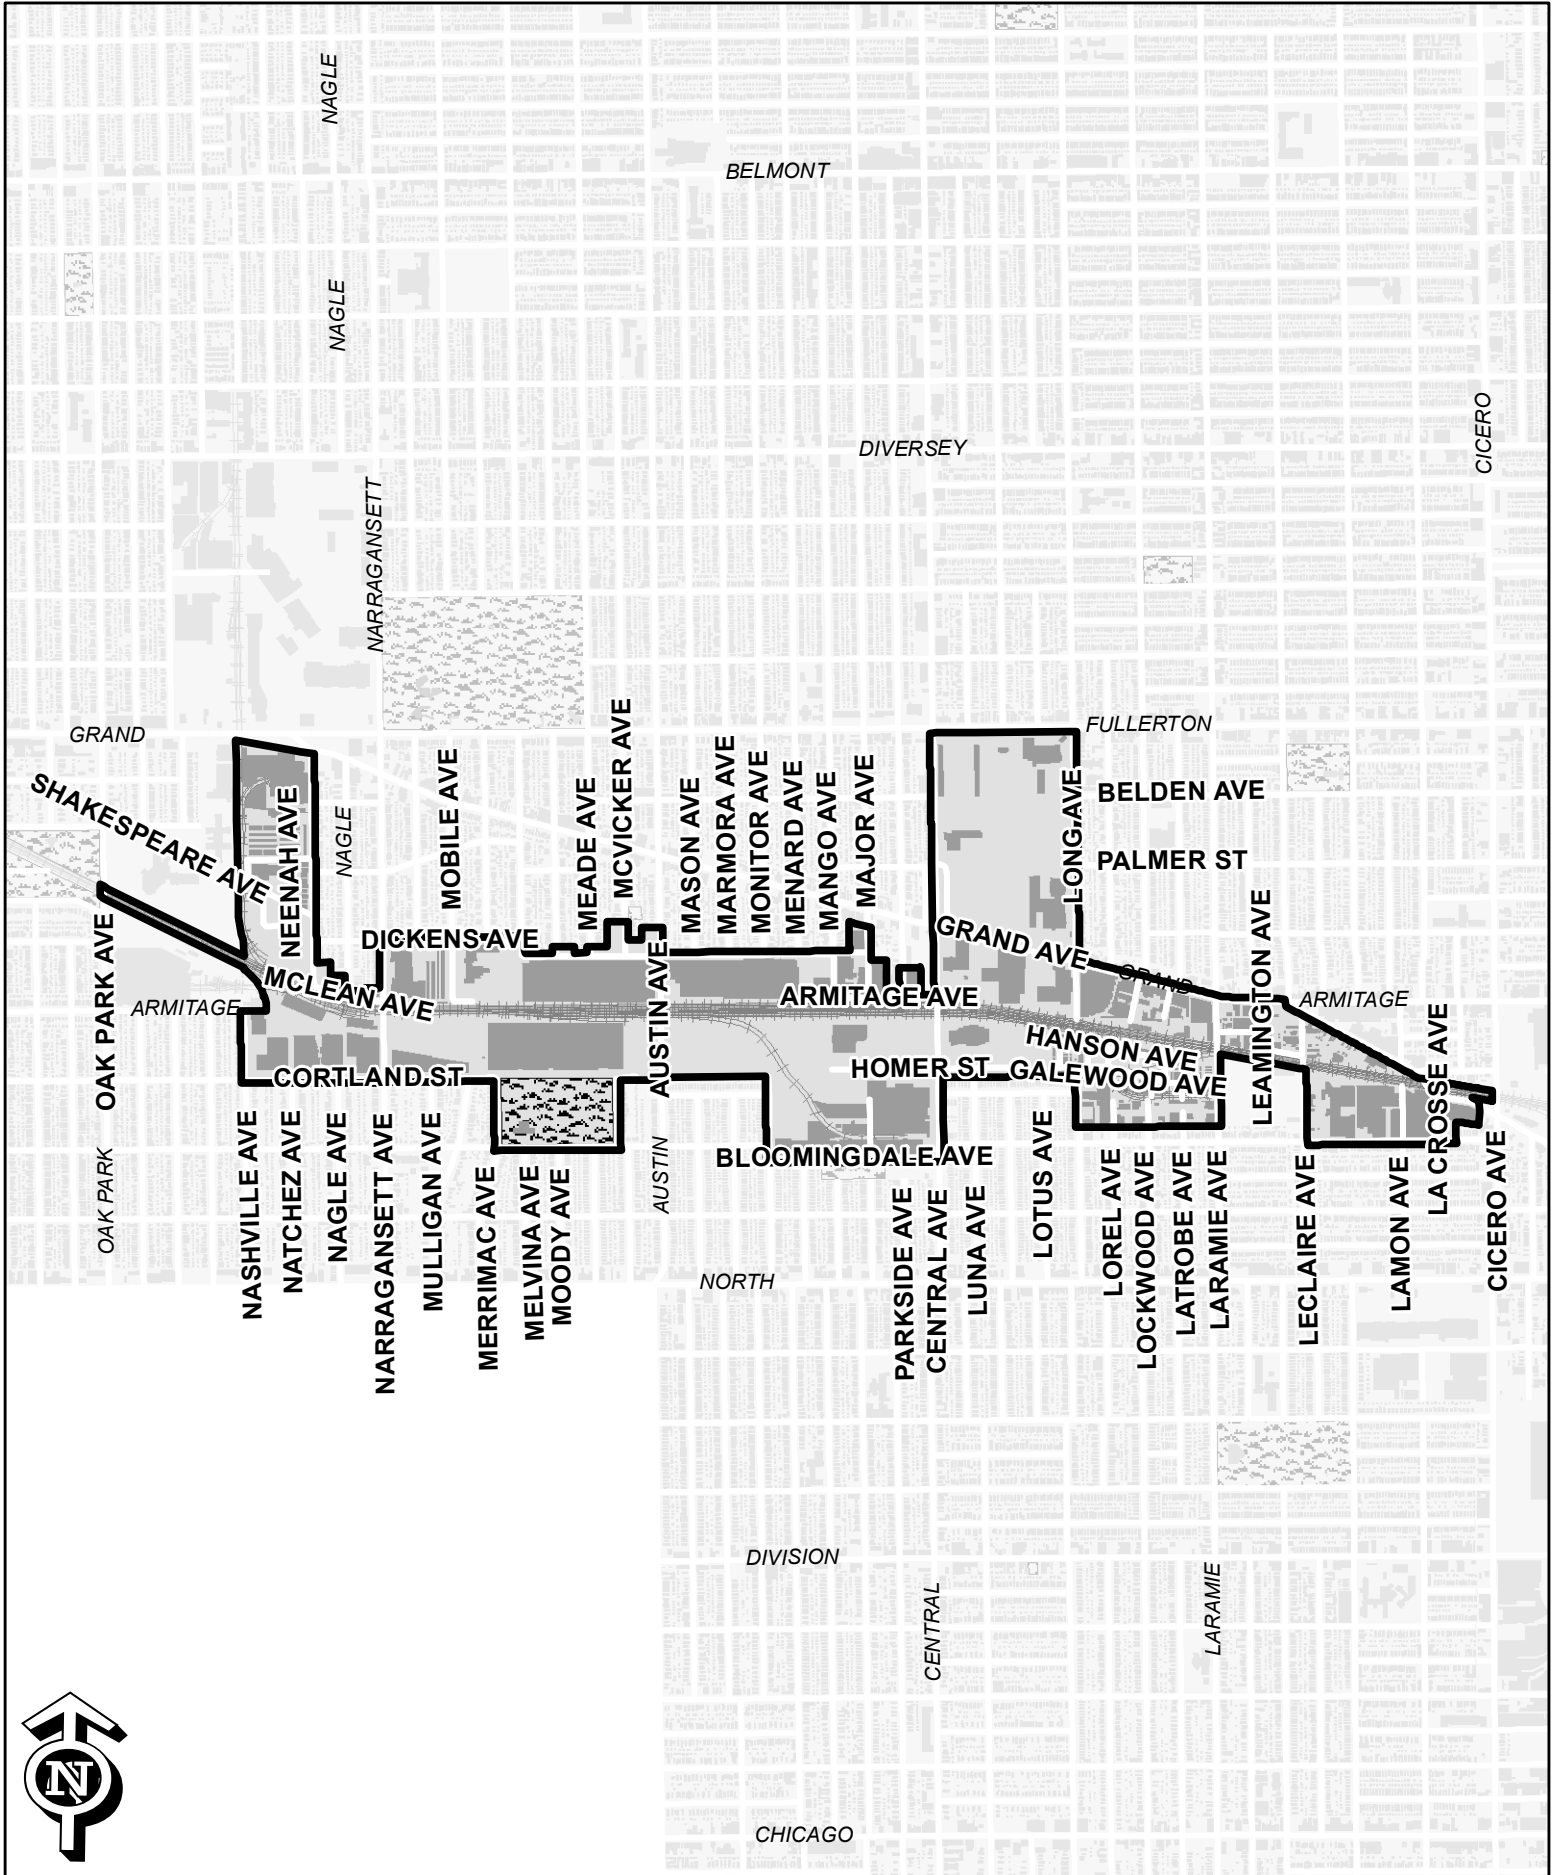 NAGLE
BELMONT
NAGLE
CICERO
DIVERSEY
NARRAGANSETT
GRAND
FULLERTON
SHAKESPEARE AVE
NEENAH AVE
NAGLE
MOBILE AVE
MEADE AVE
MCVICKER AVE
MASON AVE
MARMORA AVE
MONITOR AVE
MENARD AVE
MANGO AVE
MAJOR AVE
LONG AVE
BELDEN AVE
PALMER ST
DICKENS AVE
GRAND AVE
GRAND
LEAMINGTON AVE
ARMITAGE
OAK PARK AVE
ARMITAGE
MCLEAN AVE
AUSTIN AVE
ARMITAGE AVE
HANSON AVE
HOMER ST
GALEWOOD AVE
LA CROSSE AVE
CORTLAND ST
BLOOMINGDALE AVE
OAK PARK
NASHVILLE AVE
NATCHEZ AVE
NAGLE AVE
NARRAGANSETT AVE
MULLIGAN AVE
MERRIMAC AVE
MELVINA AVE
MOODY AVE
AUSTIN
PARKSIDE AVE
CENTRAL AVE
LUNA AVE
LOTUS AVE
LOREL AVE
LOCKWOOD AVE
LATROBE AVE
LARAMIE AVE
LECLAIRE AVE
LAMON AVE
CICERO AVE
NORTH
DIVISION
CENTRAL
LARAMIE
N
CHICAGO